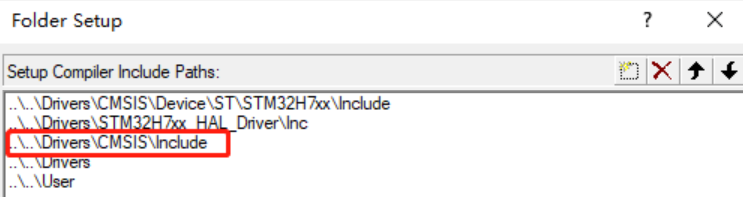 Folder Setup ? ×
Setup Compiler Include Paths:
..\..\Drivers\CMSIS\Device\ST\STM32H7xx\Include
..\..\Drivers\STM32H7xx_HAL_Driver\Inc
..\..\Drivers\CMSIS\Include
..\..\Drivers
..\..\User